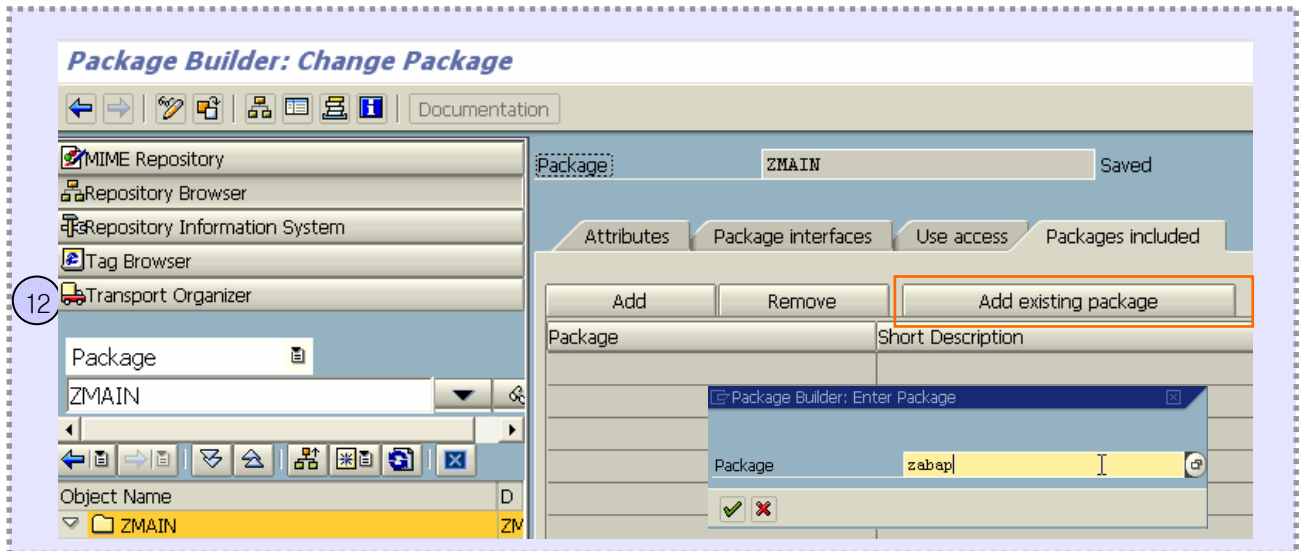 Package Builder: Change Package
Documentation
MIME Repository
Repository Browser
Repository Information System
Tag Browser
12
Transport Organizer
Package
ZMAIN
Object Name D
ZMAIN ZM
Package ZMAIN Saved
Attributes Package interfaces Use access Packages included
Add Remove Add existing package
Package Short Description
Package Builder: Enter Package
Package zabap